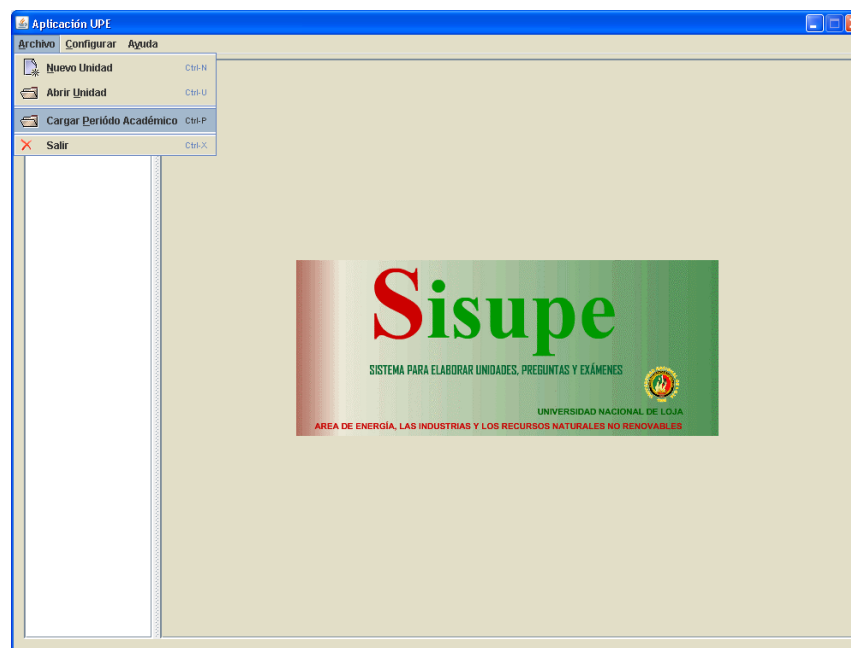 Aplicación UPE
Archivo Configurar Ayuda
Nuevo Unidad Ctrl-N
Abrir Unidad Ctrl-U
Cargar Periódo Académico Ctrl-P
Salir Ctrl-X
Sisupe
SISTEMA PARA ELABORAR UNIDADES, PREGUNTAS Y EXÁMENES
UNIVERSIDAD NACIONAL DE LOJA
AREA DE ENERGÍA, LAS INDUSTRIAS Y LOS RECURSOS NATURALES NO RENOVABLES